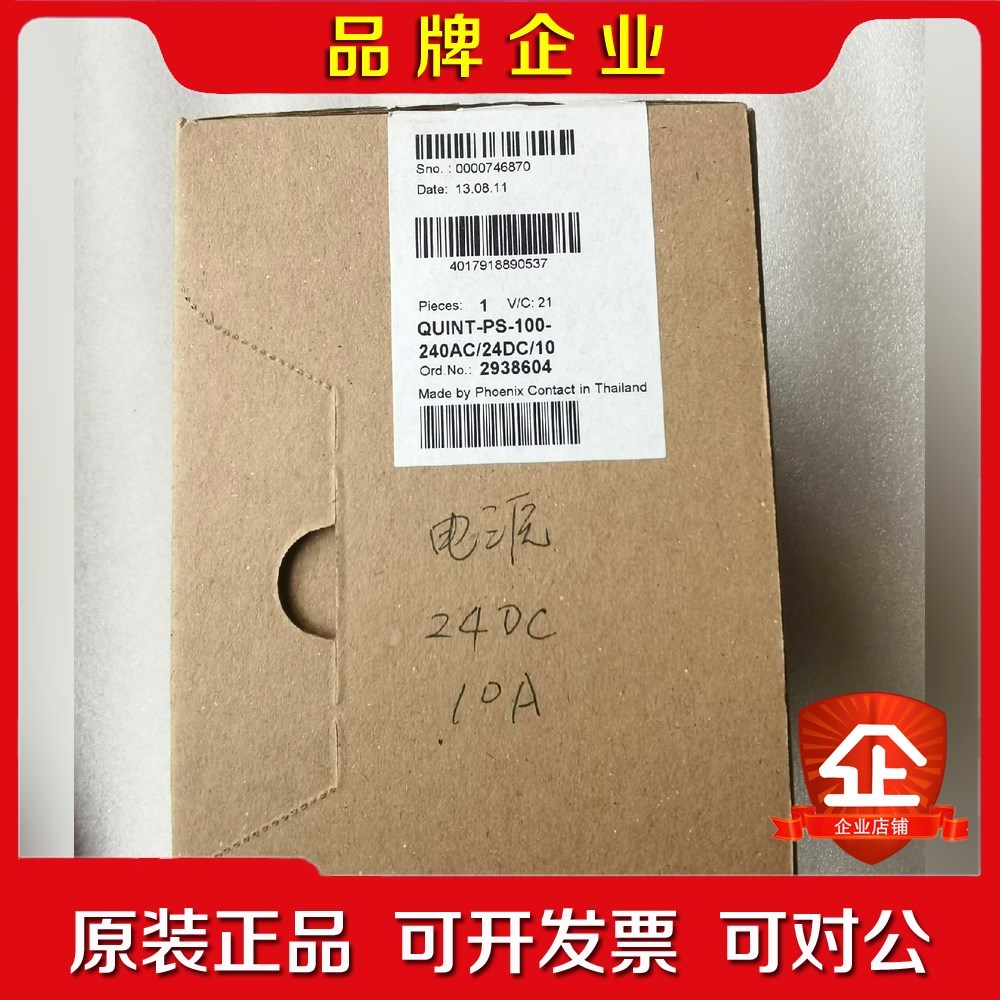 品牌企业
Sno. : 0000746870
Date: 13.08.11
4017918890537
Pieces: 1 V/C: 21
QUINT-PS-100-
240AC/24DC/10
Ord.No.: 2938604
Made by Phoenix Contact in Thailand
电源
24DC
10A
企
企业店铺
原装正品 可开发票 可对公